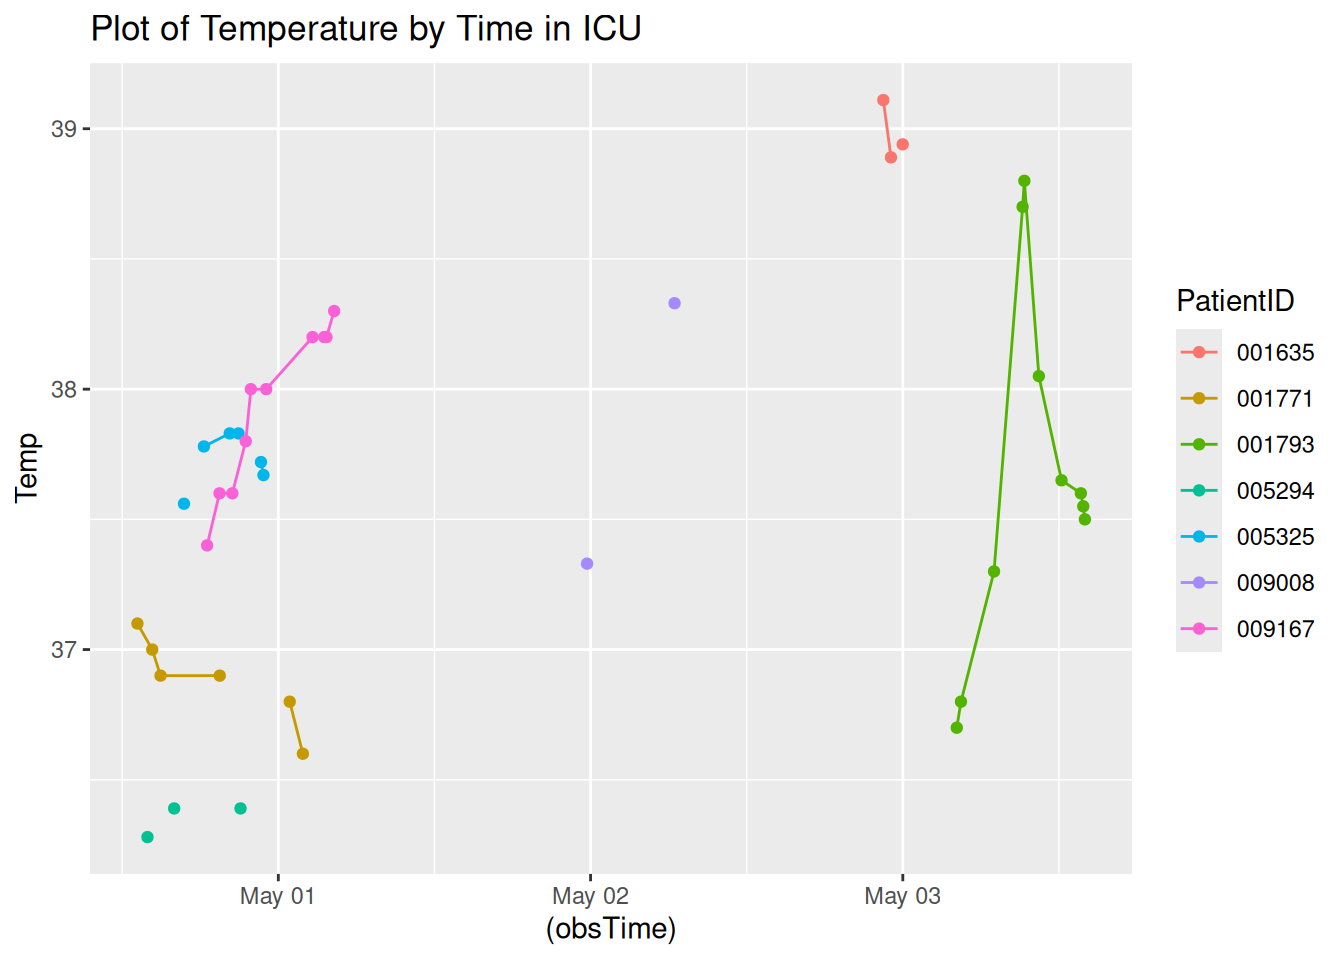 Plot of Temperature by Time in ICU
Temp
39
38
37
May 01
May 02
May 03
(obsTime)
PatientID
001635
001771
001793
005294
005325
009008
009167